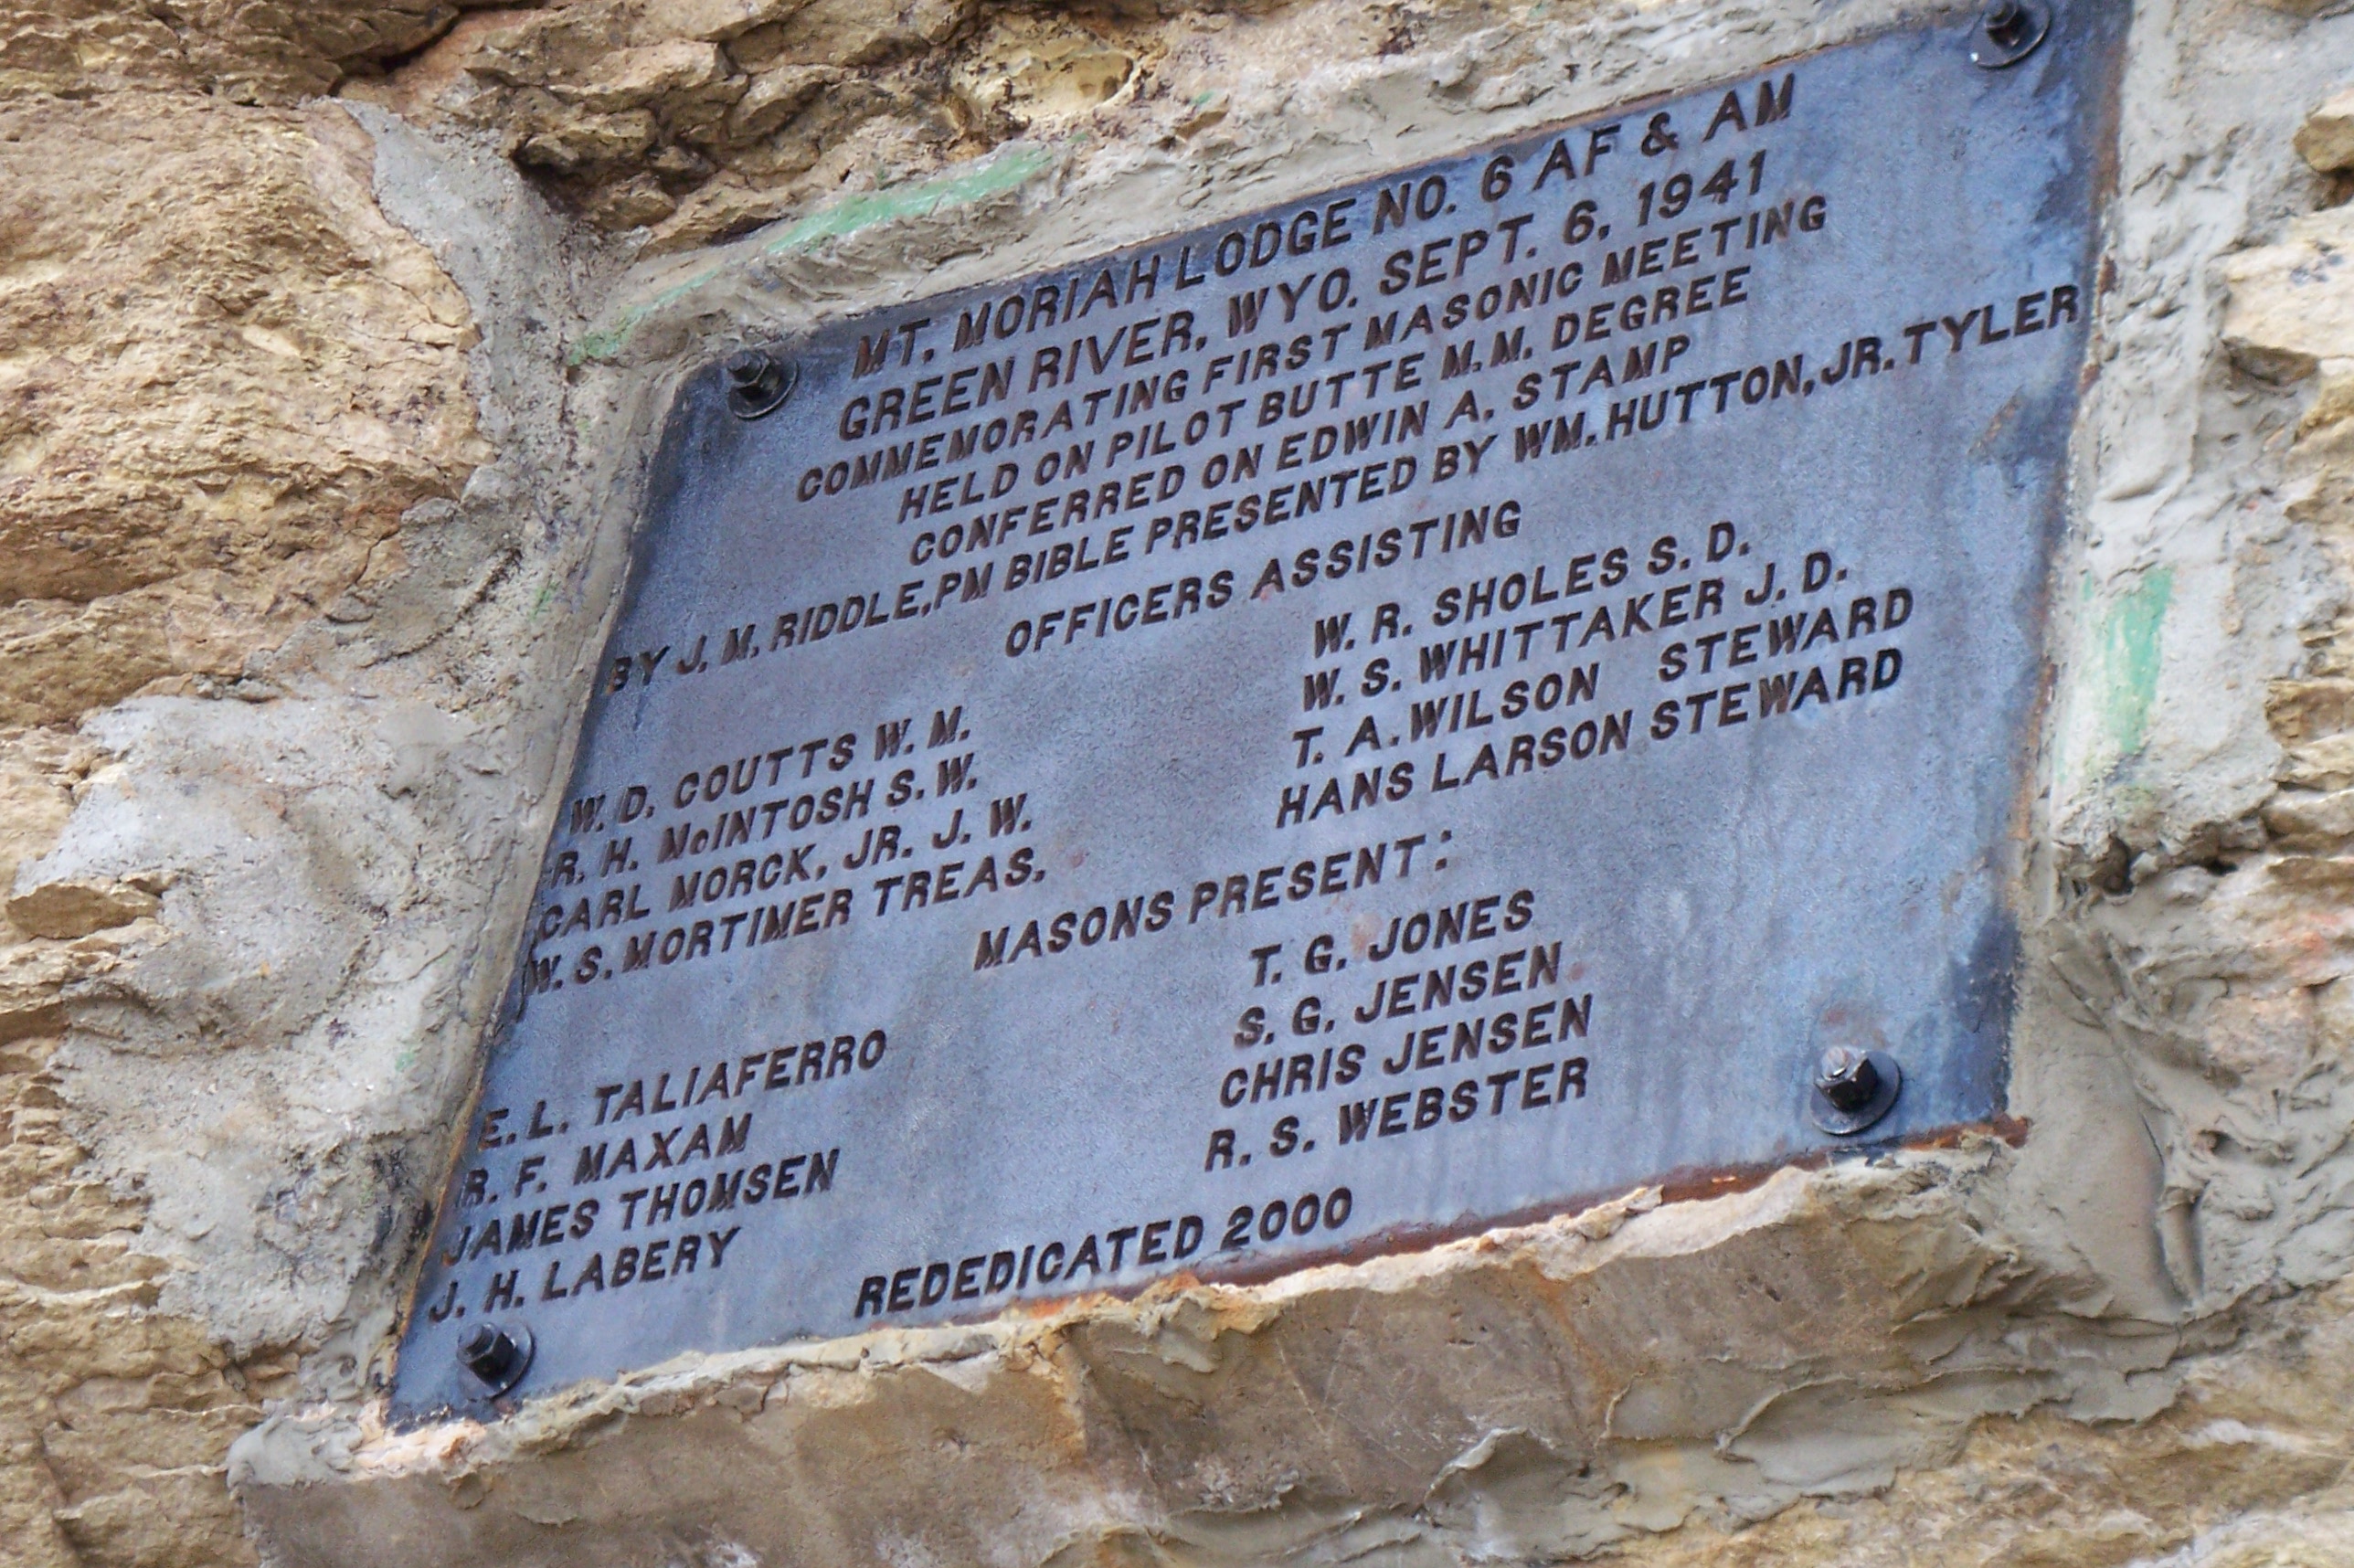 MT. MORIAH LODGE NO. 6 AF & AM
GREEN RIVER, WYO. SEPT. 6, 1941
COMMEMORATING FIRST MASONIC MEETING
HELD ON PILOT BUTTE M.M. DEGREE
CONFERRED ON EDWIN A. STAMP
BY J. M. RIDDLE, PM BIBLE PRESENTED BY WM. HUTTON, JR. TYLER
OFFICERS ASSISTING
W. D. COUTTS W. M.
R. H. McINTOSH S. W.
CARL MORCK, JR. J. W.
W. S. MORTIMER TREAS.
W. R. SHOLES S. D.
W. S. WHITTAKER J. D.
T. A. WILSON STEWARD
HANS LARSON STEWARD
MASONS PRESENT:
E. L. TALIAFERRO
R. F. MAXAM
JAMES THOMSEN
J. H. LABERY
T. G. JONES
S. G. JENSEN
CHRIS JENSEN
R. S. WEBSTER
REDEDICATED 2000